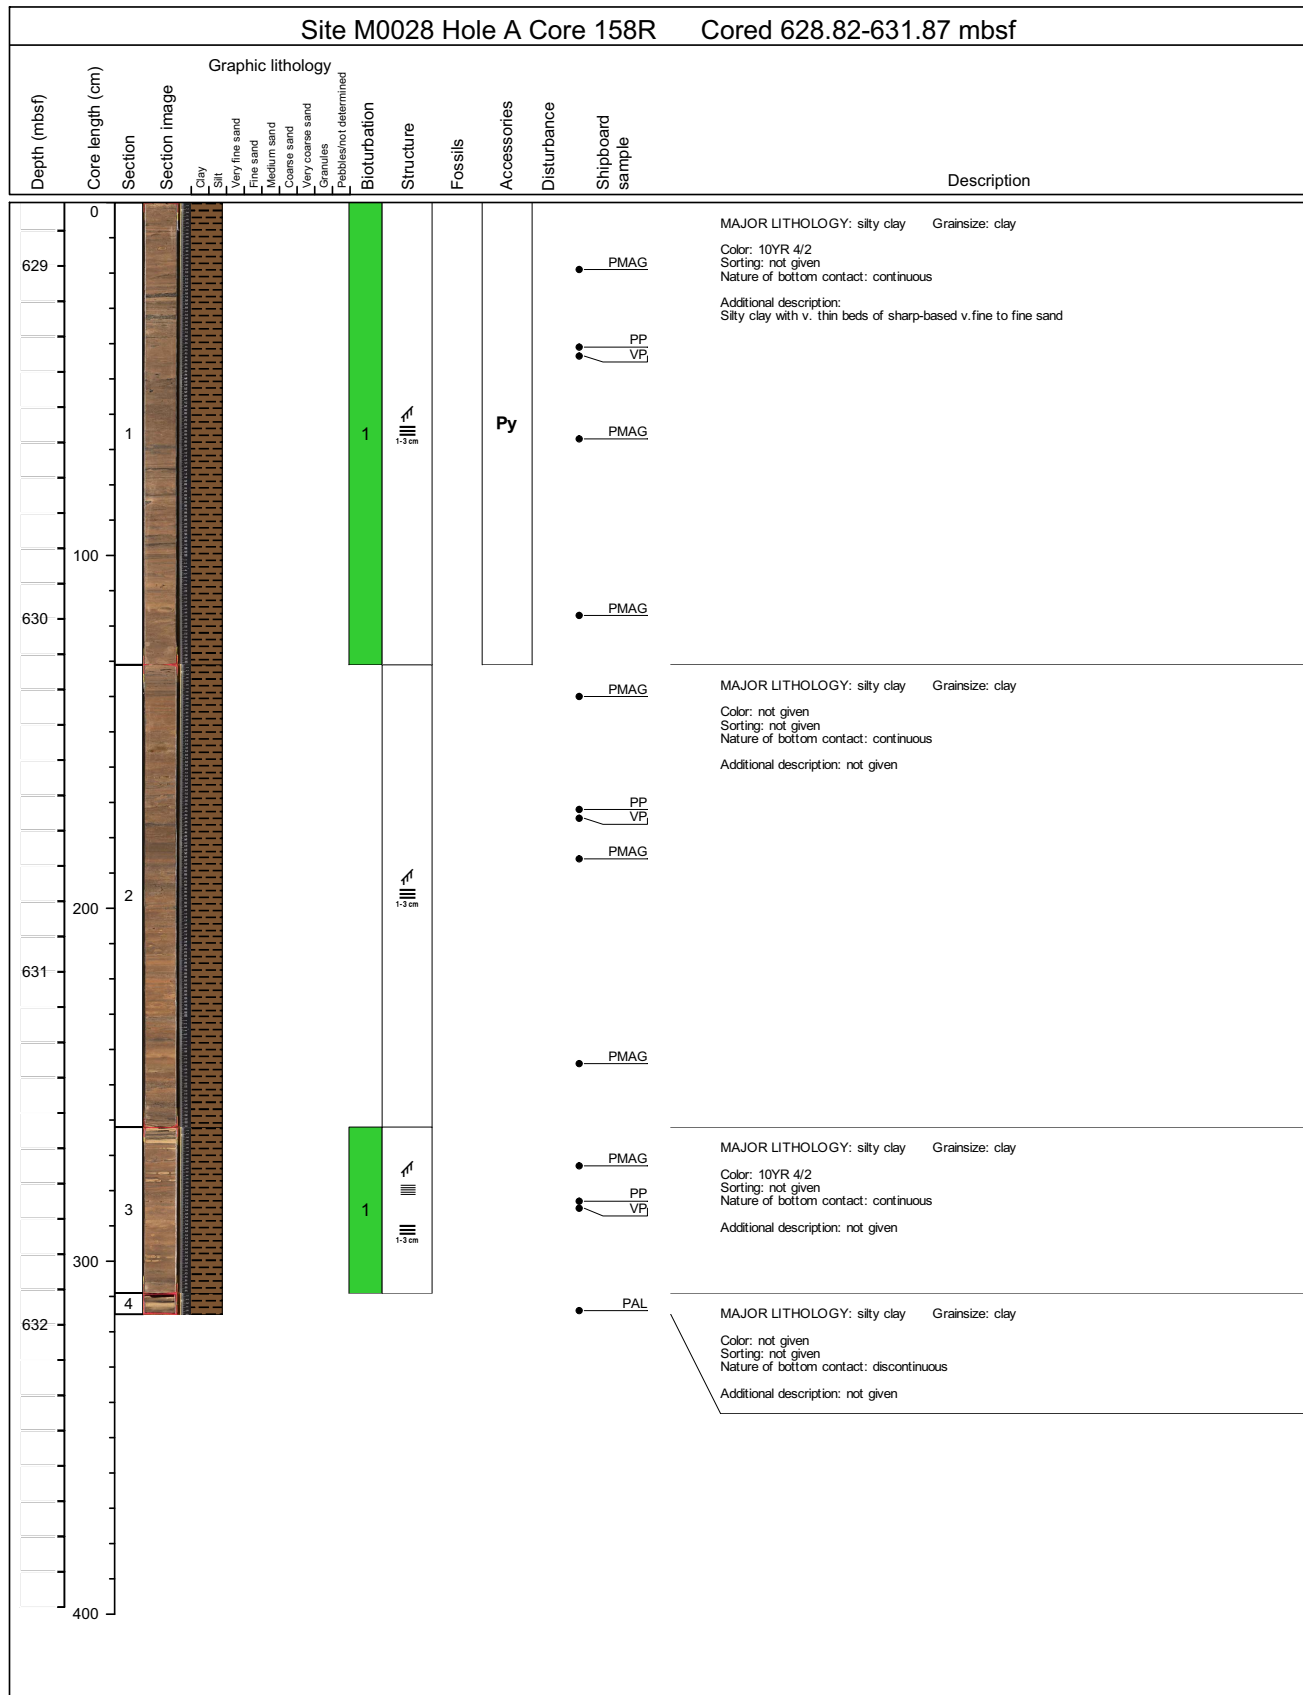 Site M0028 Hole A Core 158R Cored 628.82-631.87 mbsf
Graphic lithology
Depth (mbsf)
Core length (cm)
Section
Section image
Clay
Silt
Very fine sand
Fine sand
Medium sand
Coarse sand
Very coarse sand
Granules
Pebbles/not determined
Bioturbation
Structure
Fossils
Accessories
Disturbance
Shipboard
sample
Description
0
MAJOR LITHOLOGY: silty clay Grainsize: clay
Color: 10YR 4/2
Sorting: not given
Nature of bottom contact: continuous
Additional description:
Silty clay with v. thin beds of sharp-based v.fine to fine sand
629
PMAG
PP
VP
1
1
1-3 cm
Py
PMAG
100
630
PMAG
MAJOR LITHOLOGY: silty clay Grainsize: clay
Color: not given
Sorting: not given
Nature of bottom contact: continuous
Additional description: not given
PMAG
PP
VP
PMAG
2
1-3 cm
200
631
PMAG
MAJOR LITHOLOGY: silty clay Grainsize: clay
Color: 10YR 4/2
Sorting: not given
Nature of bottom contact: continuous
Additional description: not given
PMAG
PP
VP
3
1
1-3 cm
300
4
PAL
632
MAJOR LITHOLOGY: silty clay Grainsize: clay
Color: not given
Sorting: not given
Nature of bottom contact: discontinuous
Additional description: not given
400